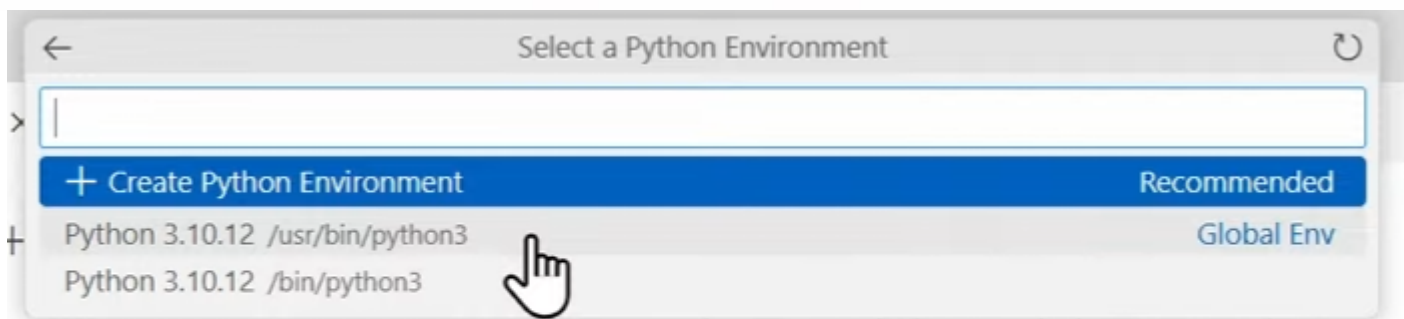 Select a Python Environment
+ Create Python Environment Recommended
Python 3.10.12 /usr/bin/python3 Global Env
Python 3.10.12 /bin/python3